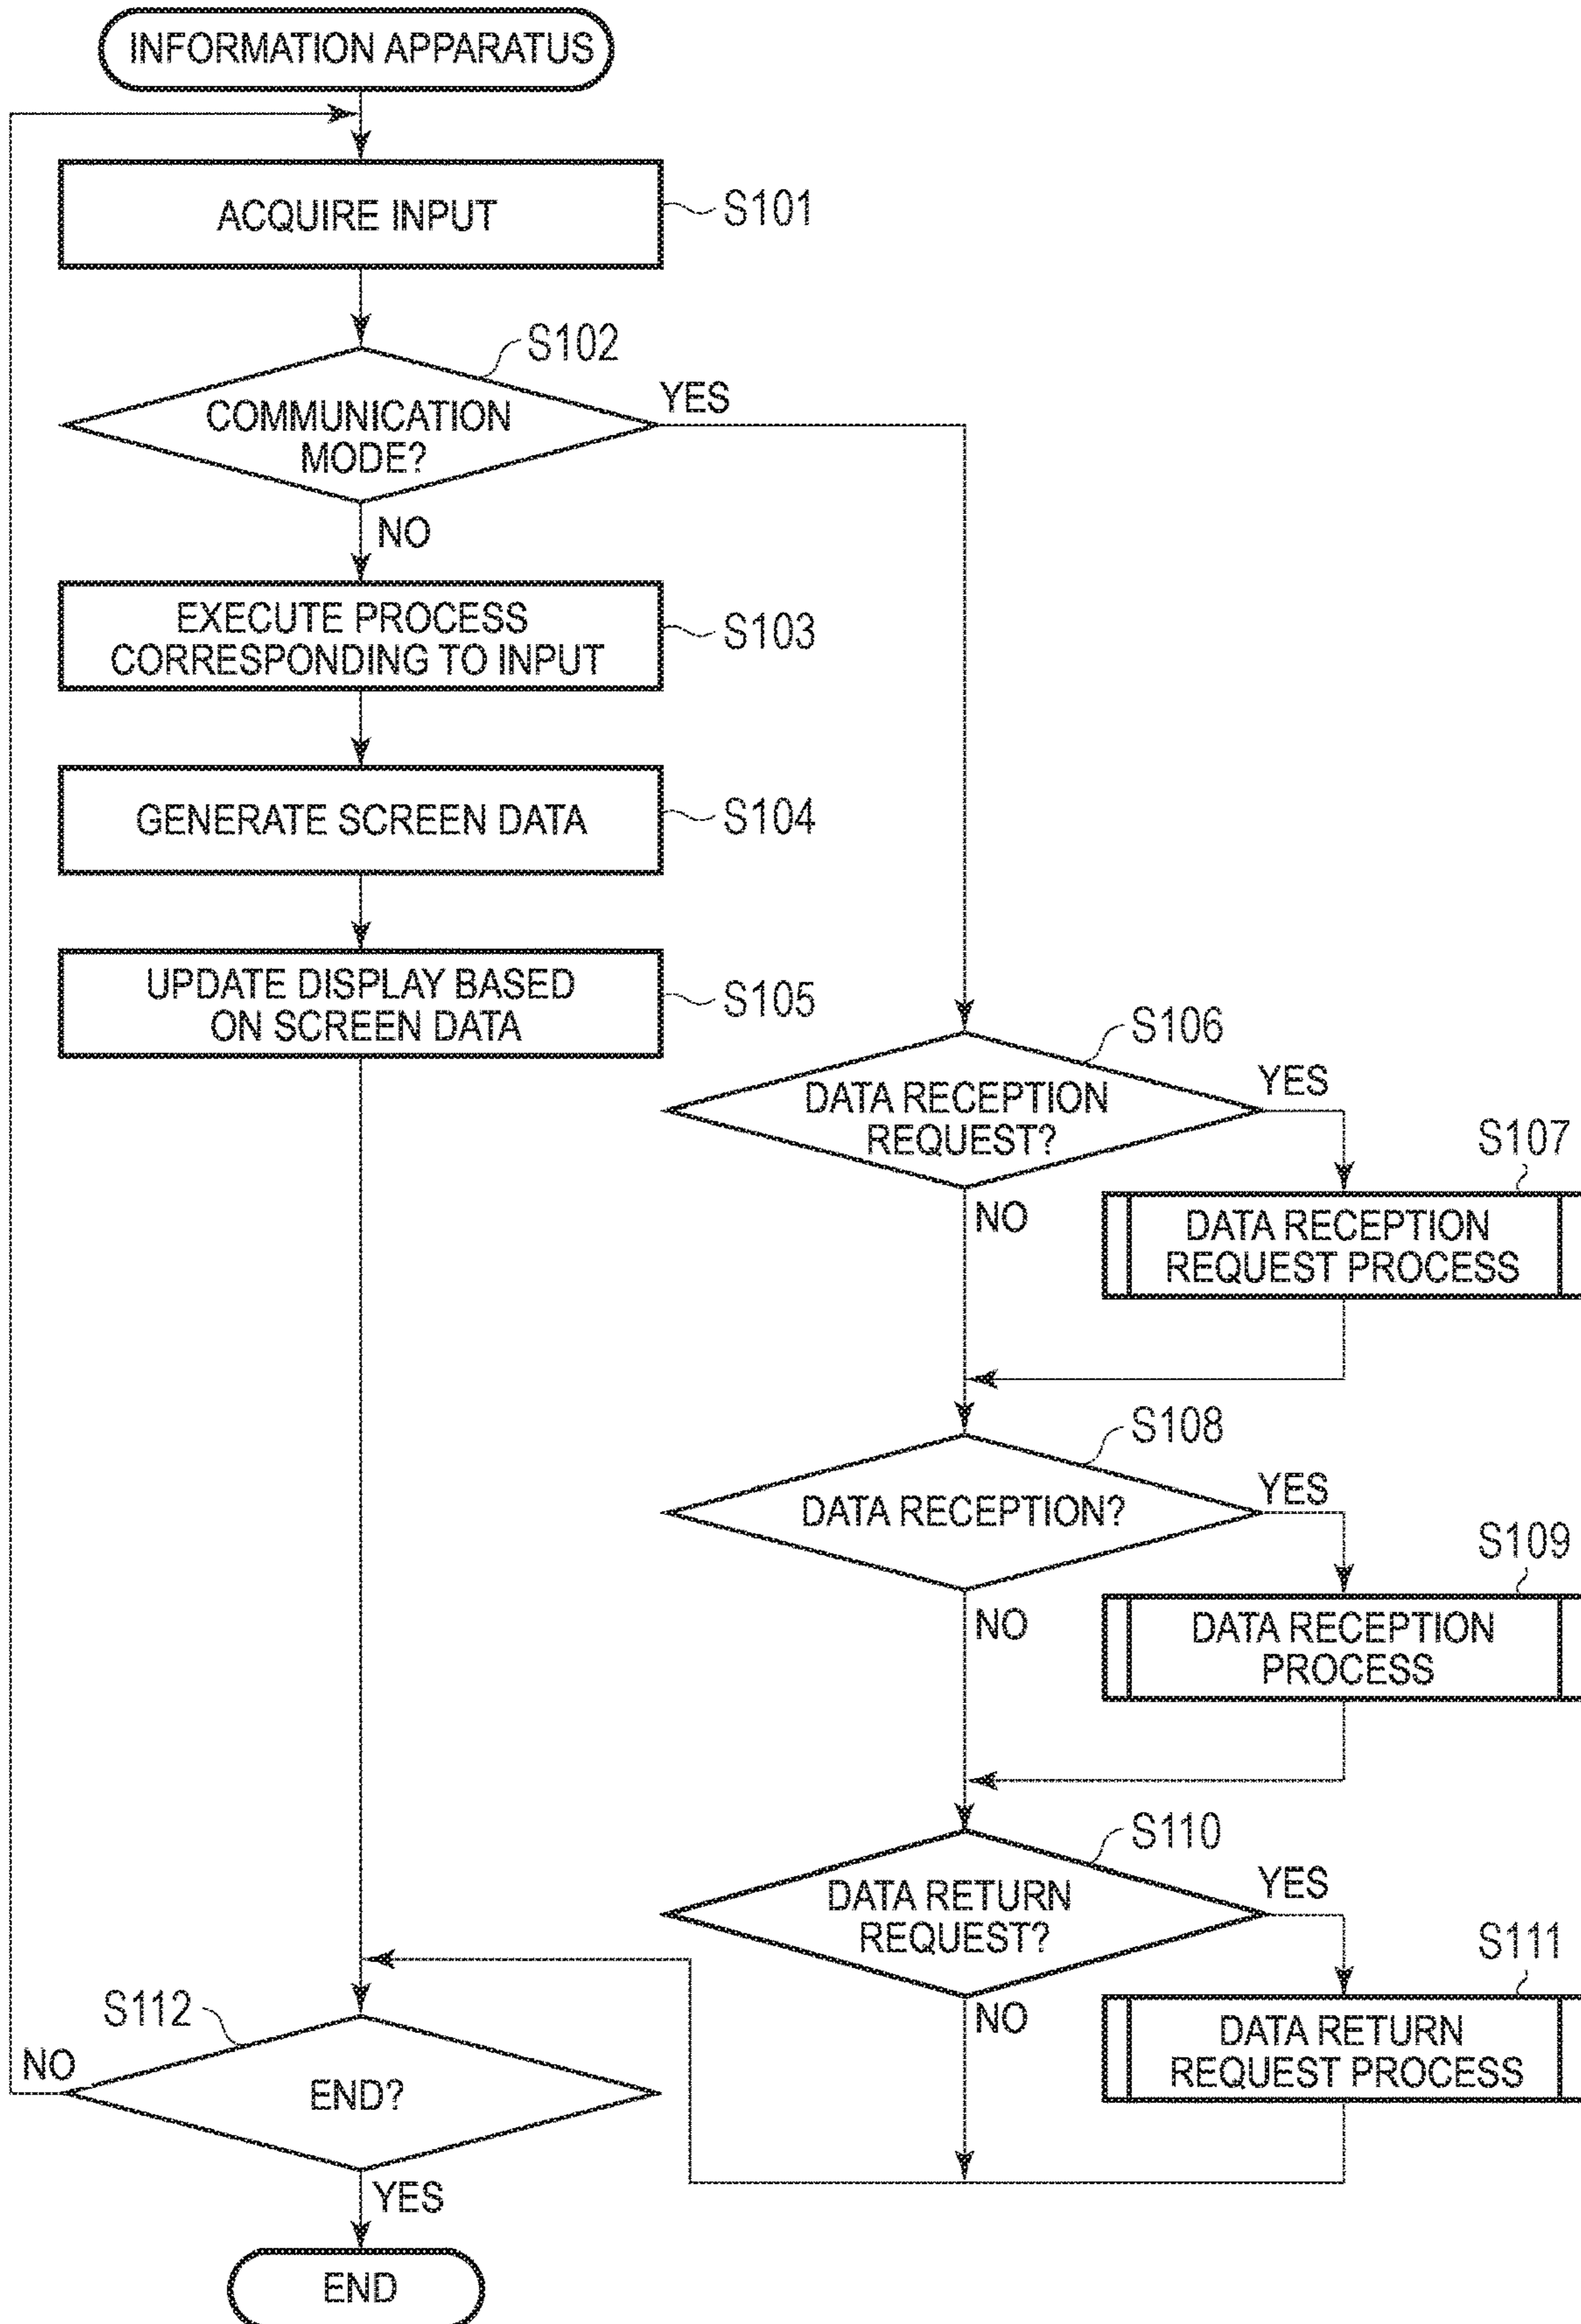 INFORMATION APPARATUS
ACQUIRE INPUT
S101
S102
COMMUNICATION
MODE?
YES
NO
EXECUTE PROCESS
CORRESPONDING TO INPUT
S103
GENERATE SCREEN DATA
S104
UPDATE DISPLAY BASED
ON SCREEN DATA
S105
S106
DATA RECEPTION
REQUEST?
YES
NO
S107
DATA RECEPTION
REQUEST PROCESS
S108
DATA RECEPTION?
YES
NO
S109
DATA RECEPTION
PROCESS
S110
DATA RETURN
REQUEST?
YES
NO
S111
DATA RETURN
REQUEST PROCESS
S112
END?
NO
YES
END